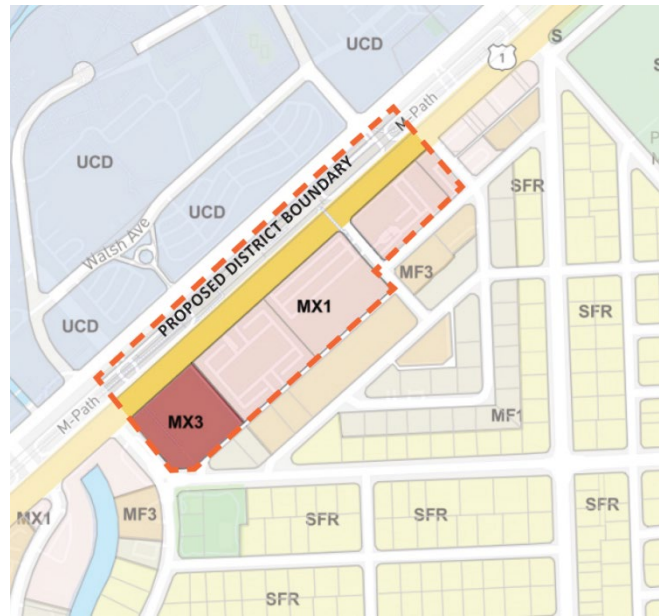 UCD
S
1
M-Path
UCD
PROPOSED DISTRICT BOUNDARY
SFR
UCD
Walsh Ave
MF3
UCD
MX1
SFR
M-Path
MX3
MF1
MX1
MF3
SFR
SFR
SFR
SFR